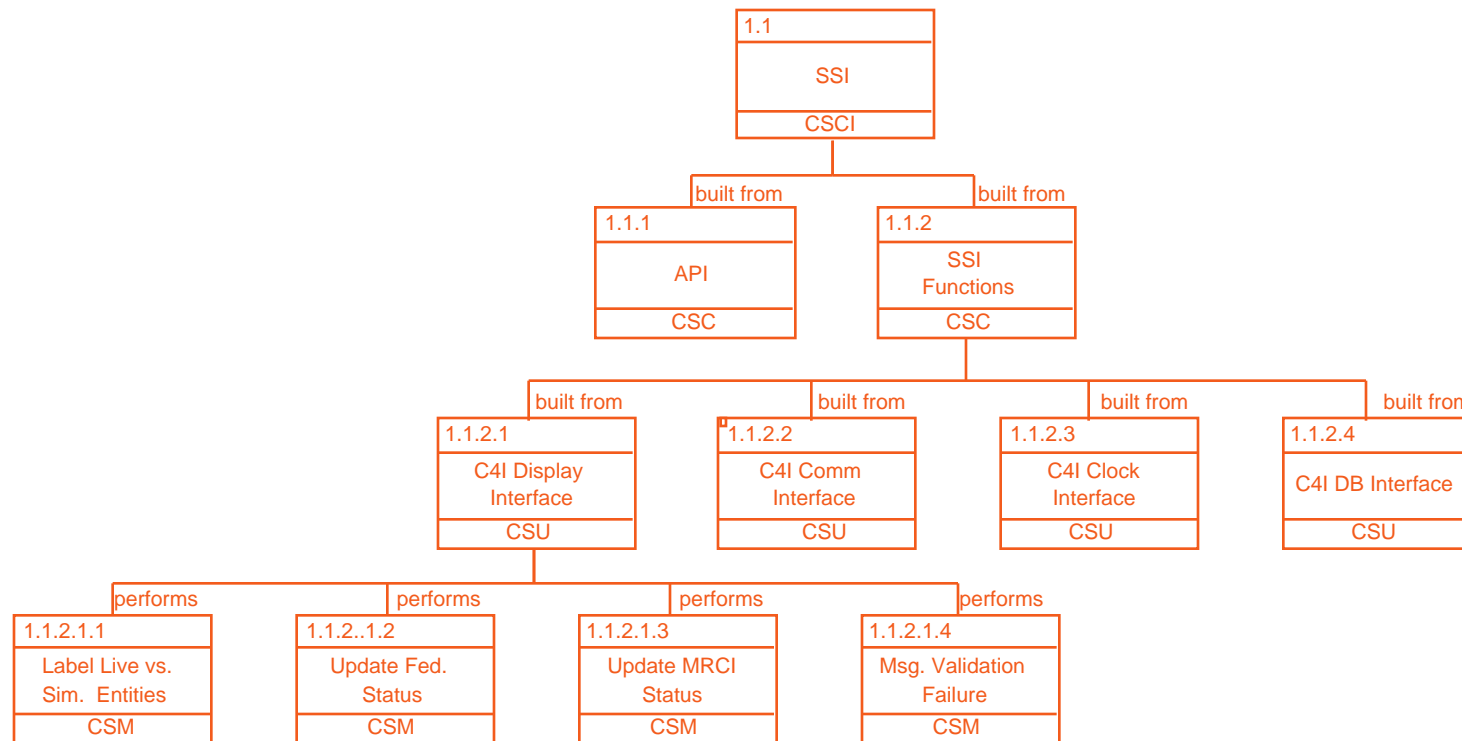 1.1
SSI
CSCI
built from
built from
1.1.1
API
CSC
1.1.2
SSI
Functions
CSC
built from
built from
built from
built from
1.1.2.1
C4I Display
Interface
CSU
1.1.2.2
C4I Comm
Interface
CSU
1.1.2.3
C4I Clock
Interface
CSU
1.1.2.4
C4I DB Interface
CSU
performs
performs
performs
performs
1.1.2.1.1
Label Live vs.
Sim. Entities
CSM
1.1.2..1.2
Update Fed.
Status
CSM
1.1.2.1.3
Update MRCI
Status
CSM
1.1.2.1.4
Msg. Validation
Failure
CSM